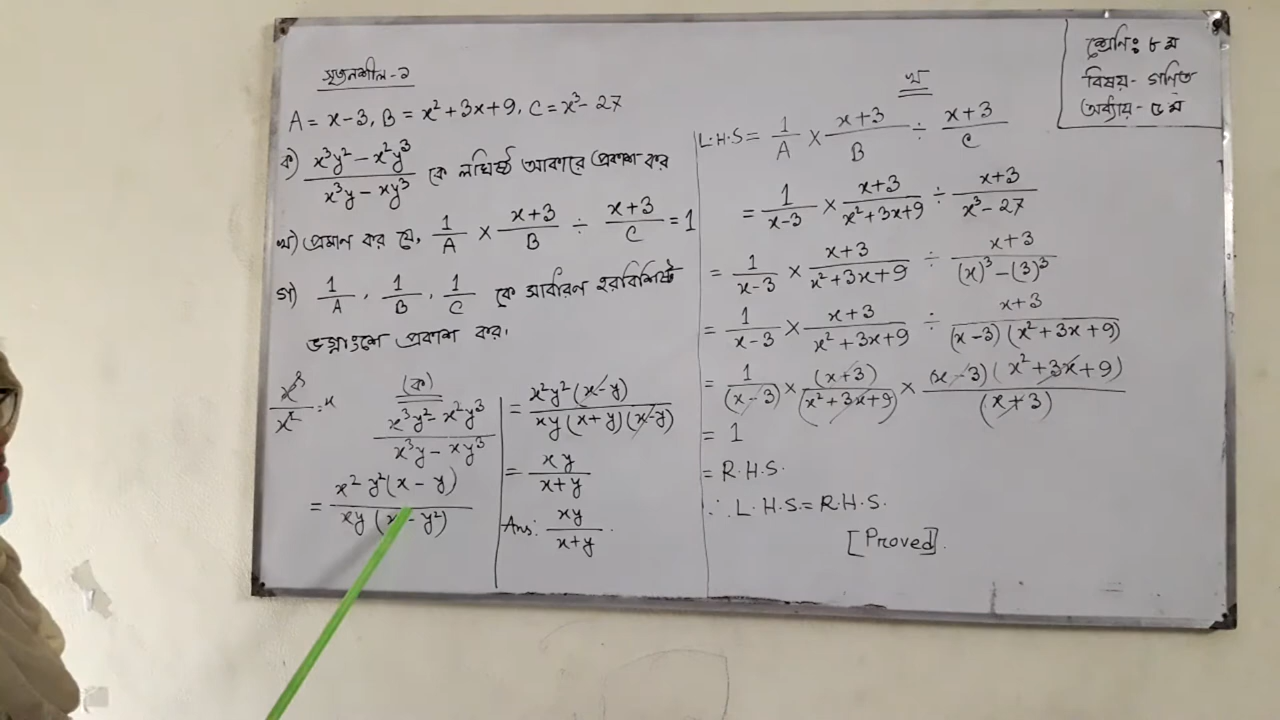 সৃজনশীল-১
A = x-3, B = x²+3x+9, C = x³-27
ক) (x³y² - x²y³)/(x³y - xy³) কে লঘিষ্ঠ আকারে প্রকাশ কর
খ) প্রমান কর যে, 1/A × (x+3)/B ÷ (x+3)/C = 1
গ) 1/A, 1/B, 1/C কে সাধারন হরবিশিষ্ট
ভগ্নাংশে প্রকাশ কর।
x³/x² = x
(ক)
(x³y² - x²y³)/(x³y - xy³)
= x²y²(x-y)/xy(x² - y²)
= x²y²(x-y)/xy(x+y)(x-y)
= xy/(x+y)
Ans: xy/(x+y).
খ
L.H.S = 1/A × (x+3)/B ÷ (x+3)/C
= 1/(x-3) × (x+3)/(x²+3x+9) ÷ (x+3)/(x³-27)
= 1/(x-3) × (x+3)/(x²+3x+9) ÷ (x+3)/((x)³-(3)³)
= 1/(x-3) × (x+3)/(x²+3x+9) ÷ (x+3)/((x-3)(x²+3x+9))
= 1/(x-3) × (x+3)/(x²+3x+9) × (x-3)(x²+3x+9)/(x+3)
= 1
= R.H.S.
∴ L.H.S. = R.H.S.
[Proved].
শ্রেনি: ৮ম
বিষয়- গনিত
অধ্যায়- ৫ম